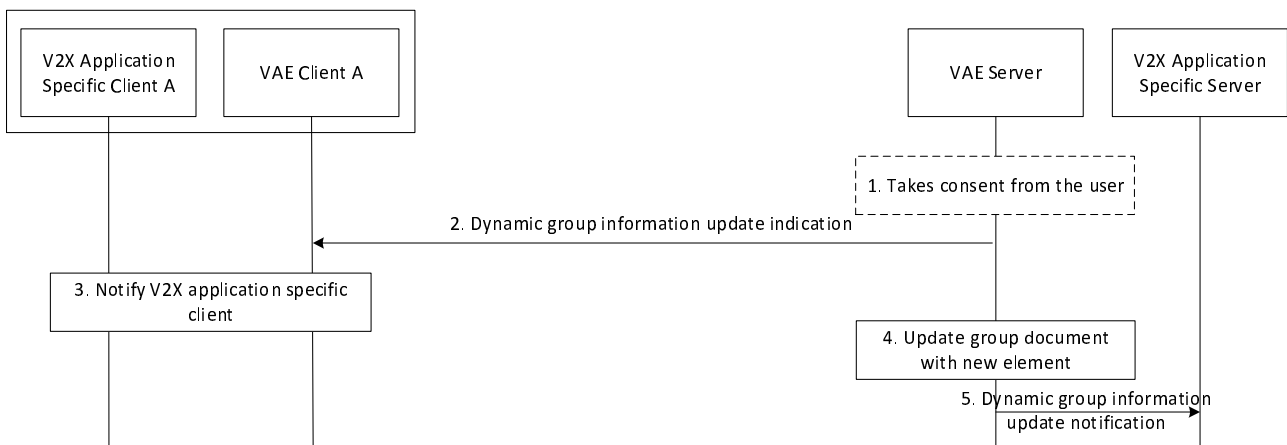 V2X Application
Specific Client A
VAE Client A
VAE Server
V2X Application
Specific Server
1. Takes consent from the user
2. Dynamic group information update indication
3. Notify V2X application specific
client
4. Update group document
with new element
5. Dynamic group information
update notification